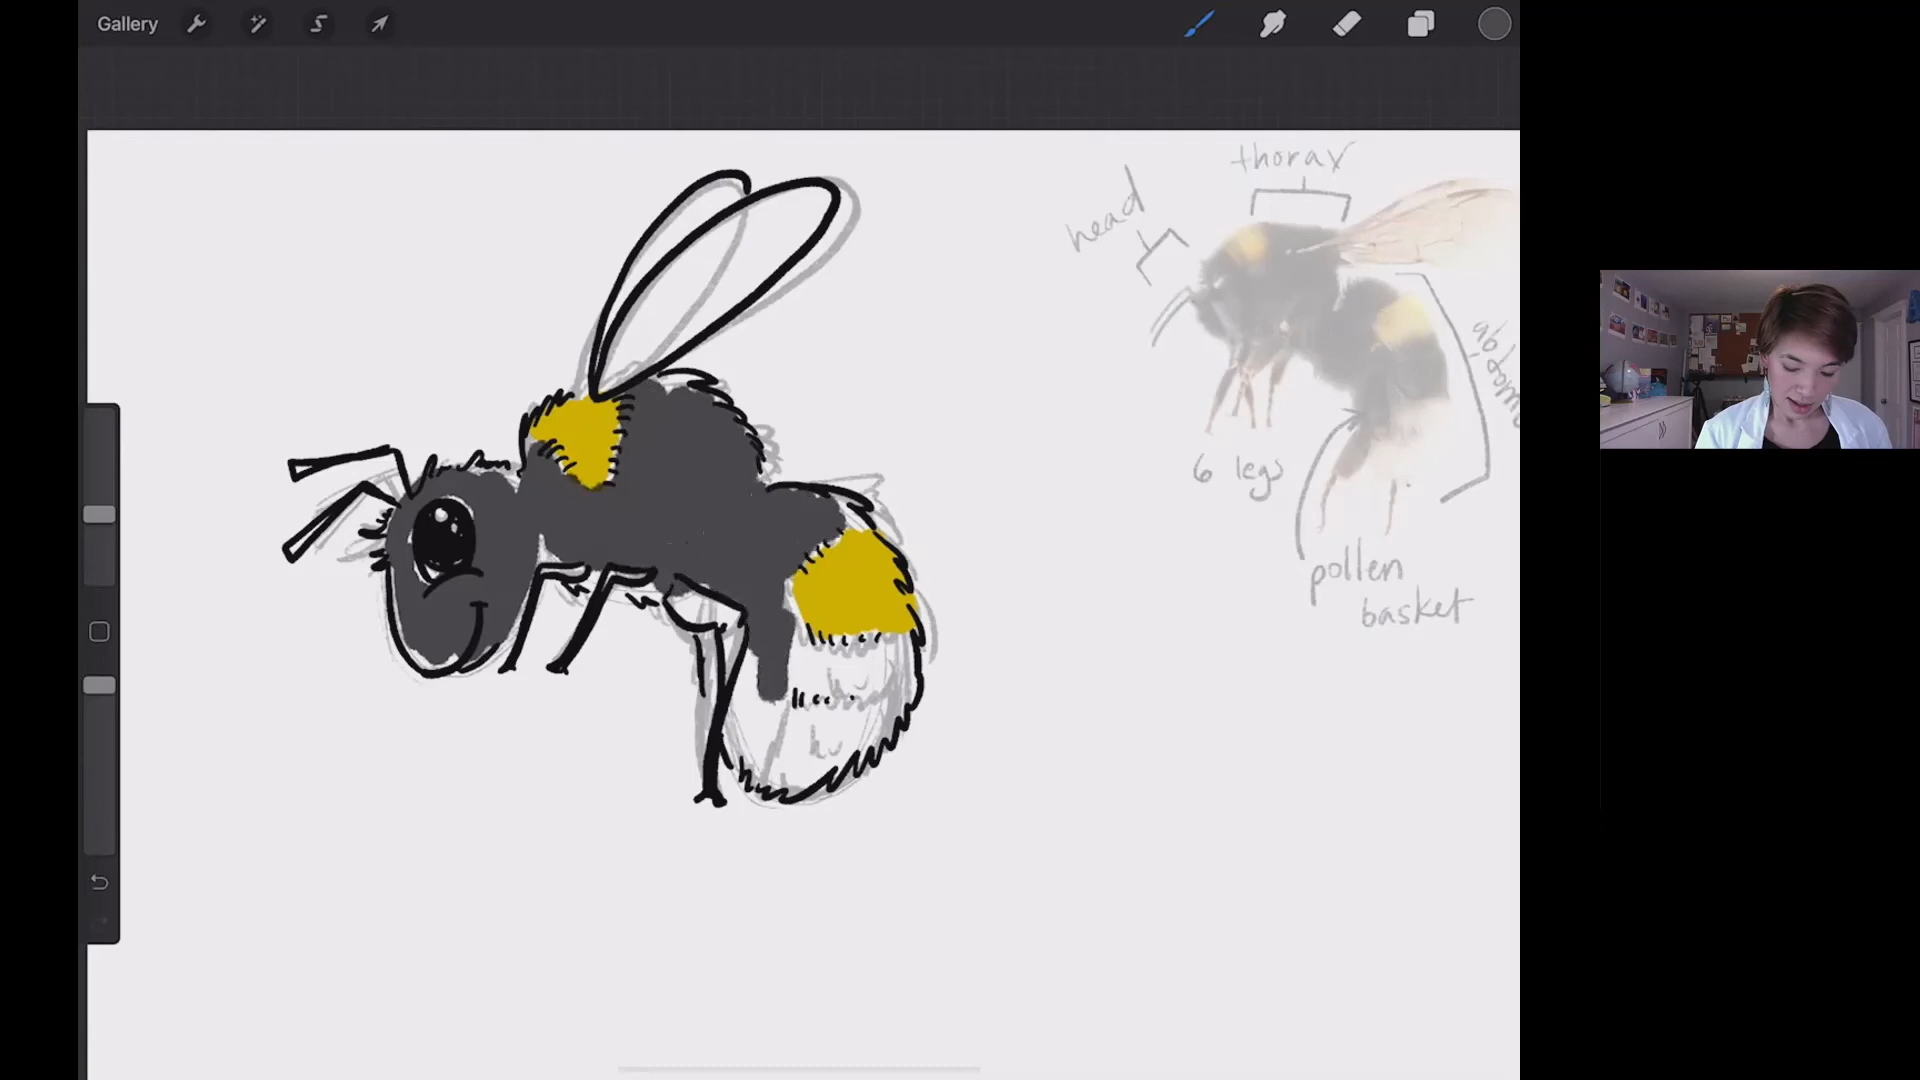 Gallery
thorax
head
6 legs
pollen
basket